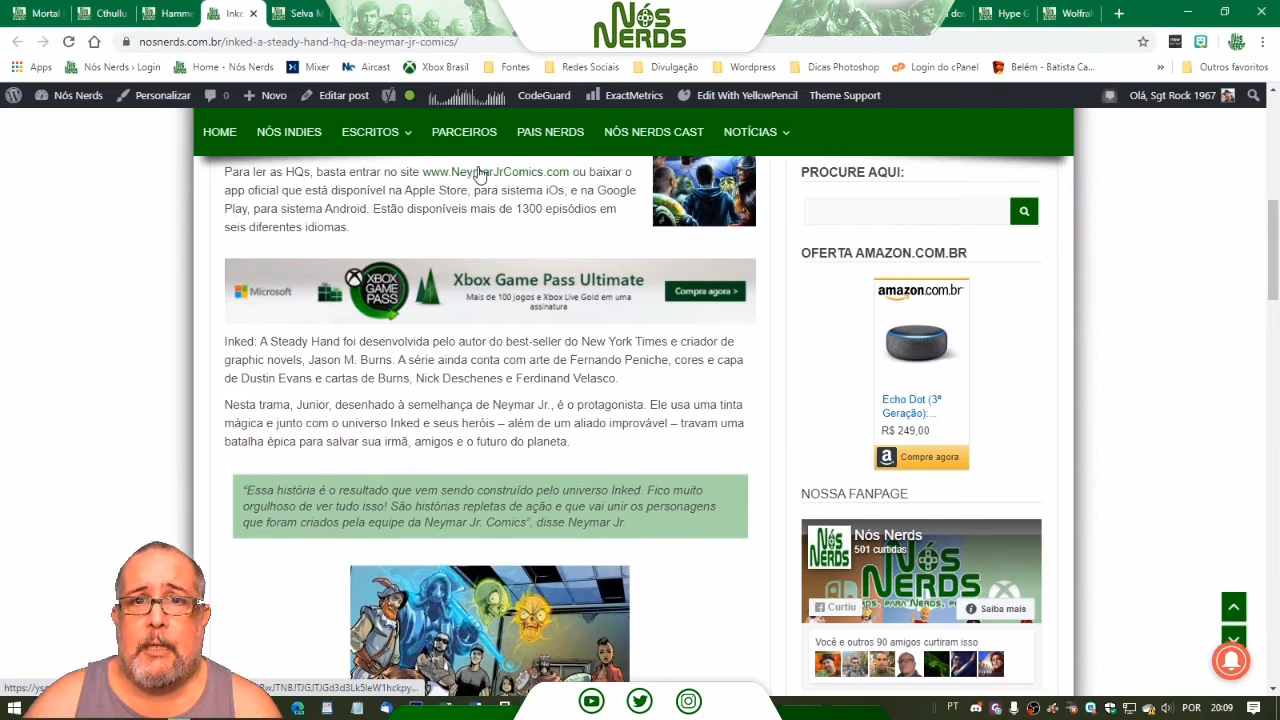 Cthulhu
Cthulhu
Hthumme
Inked
Selva M
NÓS
NERDS
dos
Hype G
Wolfra
nosnerds.com.br/inked-a-steady-hand-hq-da-neymar-jr-comics/
Apps
Nós Nerds › Login
Home - Nós Nerds
Mixer
Aircast
Xbox Brasil
Fontes
Redes Sociais
Divulgação
Wordpress
Dicas Photoshop
Login do cPanel
Belém - Batista Ca...
»
Outros favoritos
Nós Nerds
Personalizar
0
Novo
Editar post
CodeGuard
ExactMetrics
Edit With YellowPencil
Theme Support
Olá, Sgt Rock 1967
HOME
NÓS INDIES
ESCRITOS
PARCEIROS
PAIS NERDS
NÓS NERDS CAST
NOTÍCIAS
Para ler as HQs, basta entrar no site www.NeymarJrComics.com ou baixar o
app oficial que está disponível na Apple Store, para sistema iOs, e na Google
Play, para sistema Android. Estão disponíveis mais de 1300 episódios em
seis diferentes idiomas.
Microsoft
XBOX
GAME
PASS
Xbox Game Pass Ultimate
Mais de 100 jogos e Xbox Live Gold em uma
assinatura
Compra agora >
Inked: A Steady Hand foi desenvolvida pelo autor do best-seller do New York Times e criador de
graphic novels, Jason M. Burns. A série ainda conta com arte de Fernando Peniche, cores e capa
de Dustin Evans e cartas de Burns, Nick Deschenes e Ferdinand Velasco.
Nesta trama, Junior, desenhado à semelhança de Neymar Jr., é o protagonista. Ele usa uma tinta
mágica e junto com o universo Inked e seus heróis – além de um aliado improvável – travam uma
batalha épica para salvar sua irmã, amigos e o futuro do planeta.
“Essa história é o resultado que vem sendo construído pelo universo Inked. Fico muito
orgulhoso de ver tudo isso! São histórias repletas de ação e que vai unir os personagens
que foram criados pela equipe da Neymar Jr. Comics”, disse Neymar Jr.
PROCURE AQUI:
OFERTA AMAZON.COM.BR
amazon.com.br
Echo Dot (3ª
Geração):...
R$ 249,00
Compre agora
NOSSA FANPAGE
NÓS
NERDS
Nós Nerds
501 curtidas
NÓS
NERDS
Curtiu
Saiba mais
Você e outros 90 amigos curtiram isso
PT
POR
20:09